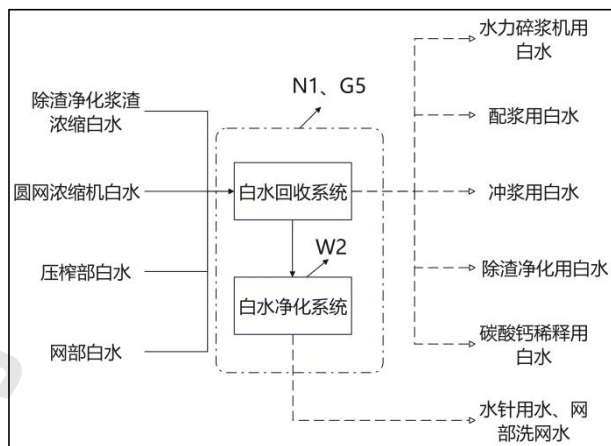 水力碎浆机用
白水
N1、G5
除渣净化浆渣
浓缩白水
配浆用白水
圆网浓缩机白水
白水回收系统
冲浆用白水
W2
压榨部白水
除渣净化用白水
白水净化系统
网部白水
碳酸钙稀释用
白水
水针用水、网
部洗网水